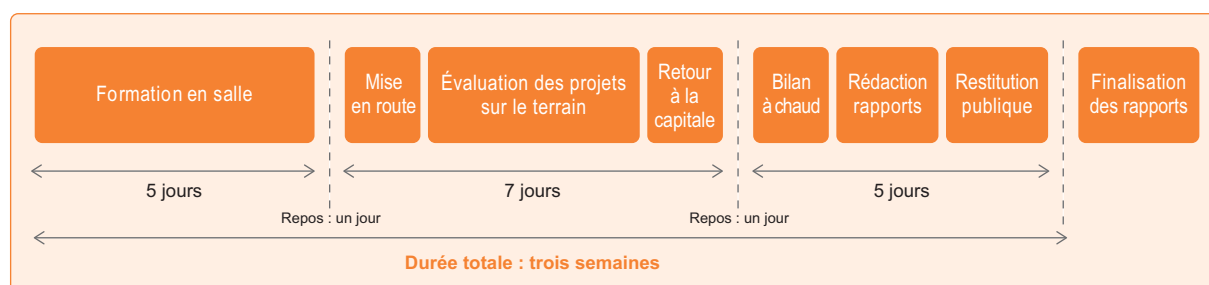 Formation en salle
Mise
en route
Évaluation des projets
sur le terrain
Retour
à la
capitale
Bilan
à chaud
Rédaction
rapports
Restitution
publique
Finalisation
des rapports
5 jours
7 jours
5 jours
Repos : un jour
Repos : un jour
Durée totale : trois semaines